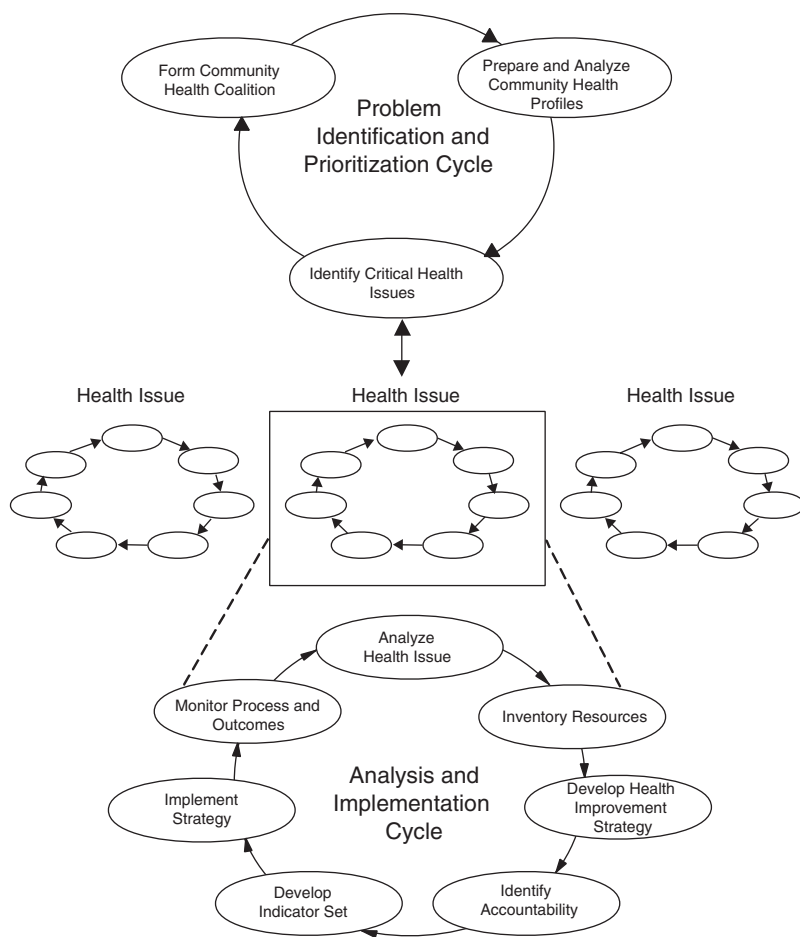 Form Community
Health Coalition
Prepare and Analyze
Community Health
Profiles
Problem
Identification and
Prioritization Cycle
Identify Critical Health
Issues
Health Issue
Health Issue
Health Issue
Analyze
Health Issue
Monitor Process and
Outcomes
Inventory Resources
Analysis and
Implementation
Cycle
Implement
Strategy
Develop Health
Improvement
Strategy
Develop
Indicator Set
Identify
Accountability